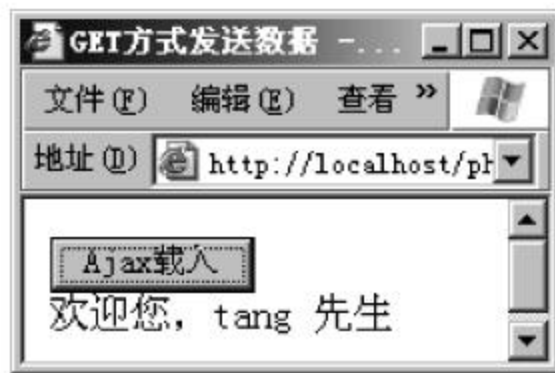 GET方式发送数据 -...
文件(F) 编辑(E) 查看 »
地址(D) http://localhost/ph
Ajax载入
欢迎您, tang 先生